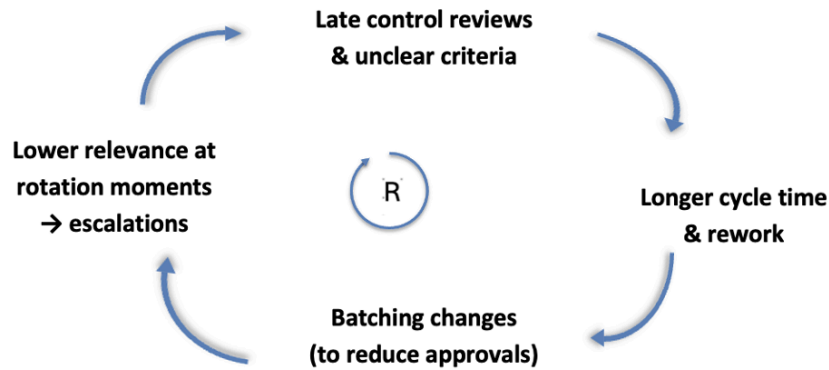 Late control reviews
& unclear criteria
Longer cycle time
& rework
Batching changes
(to reduce approvals)
Lower relevance at
rotation moments
→ escalations
R